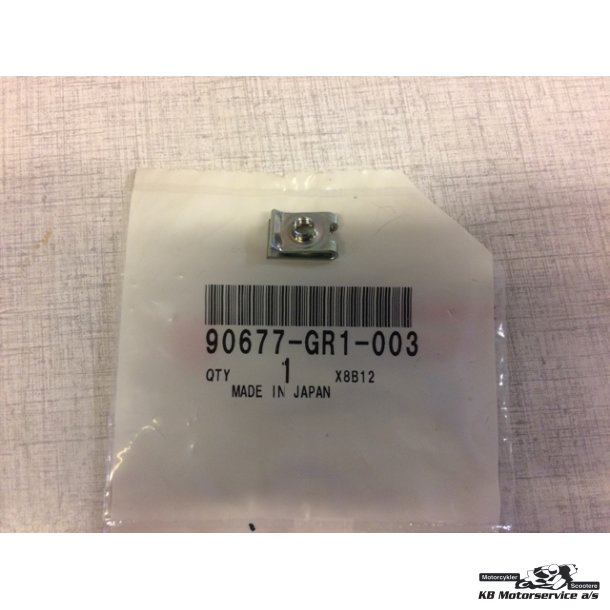 90677-GR1-003
QTY 1 X8B12
MADE IN JAPAN
Motorcykler Scootere
KB Motorservice a/s